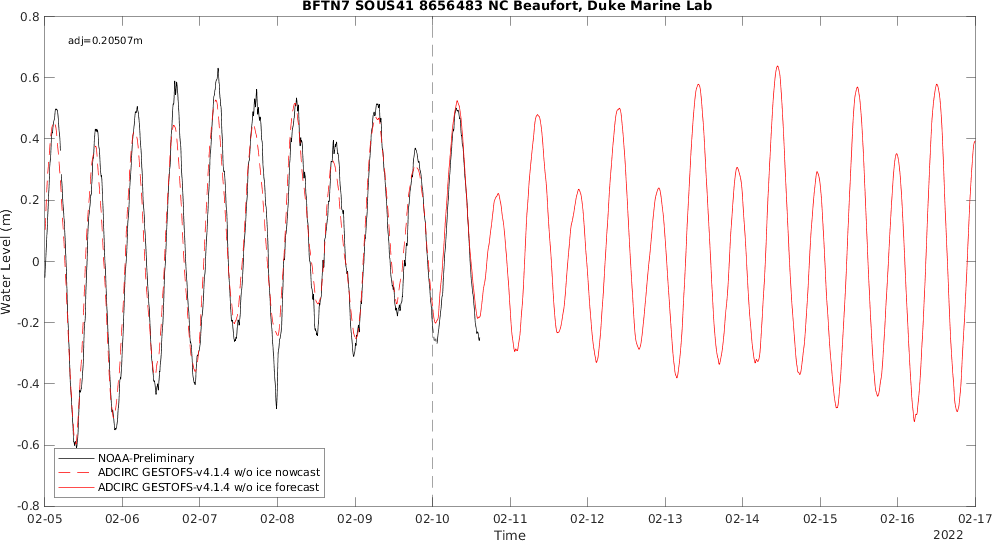 BFTN7 SOUS41 8656483 NC Beaufort, Duke Marine Lab
adj=0.20507m
0.8
0.6
0.4
0.2
0
-0.2
-0.4
-0.6
-0.8
Water Level (m)
NOAA-Preliminary
ADCIRC GESTOFS-v4.1.4 w/o ice nowcast
ADCIRC GESTOFS-v4.1.4 w/o ice forecast
02-05 02-06 02-07 02-08 02-09 02-10 02-11 02-12 02-13 02-14 02-15 02-16 02-17
Time
2022